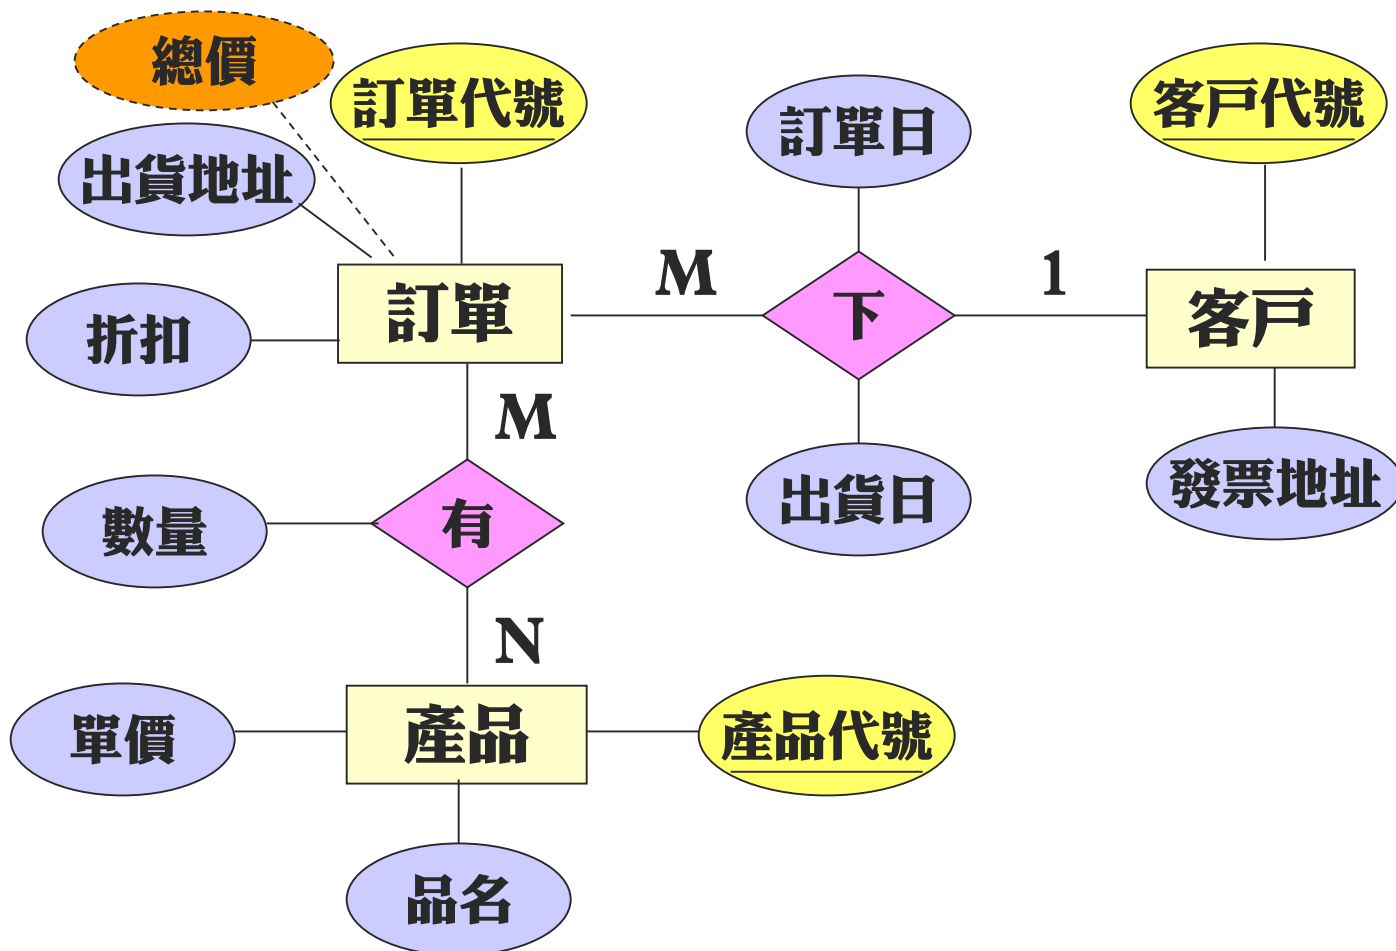 總價
訂單代號
客戶代號
訂單日
出貨地址
M
1
訂單
下
客戶
折扣
M
發票地址
出貨日
數量
有
N
單價
產品
產品代號
品名